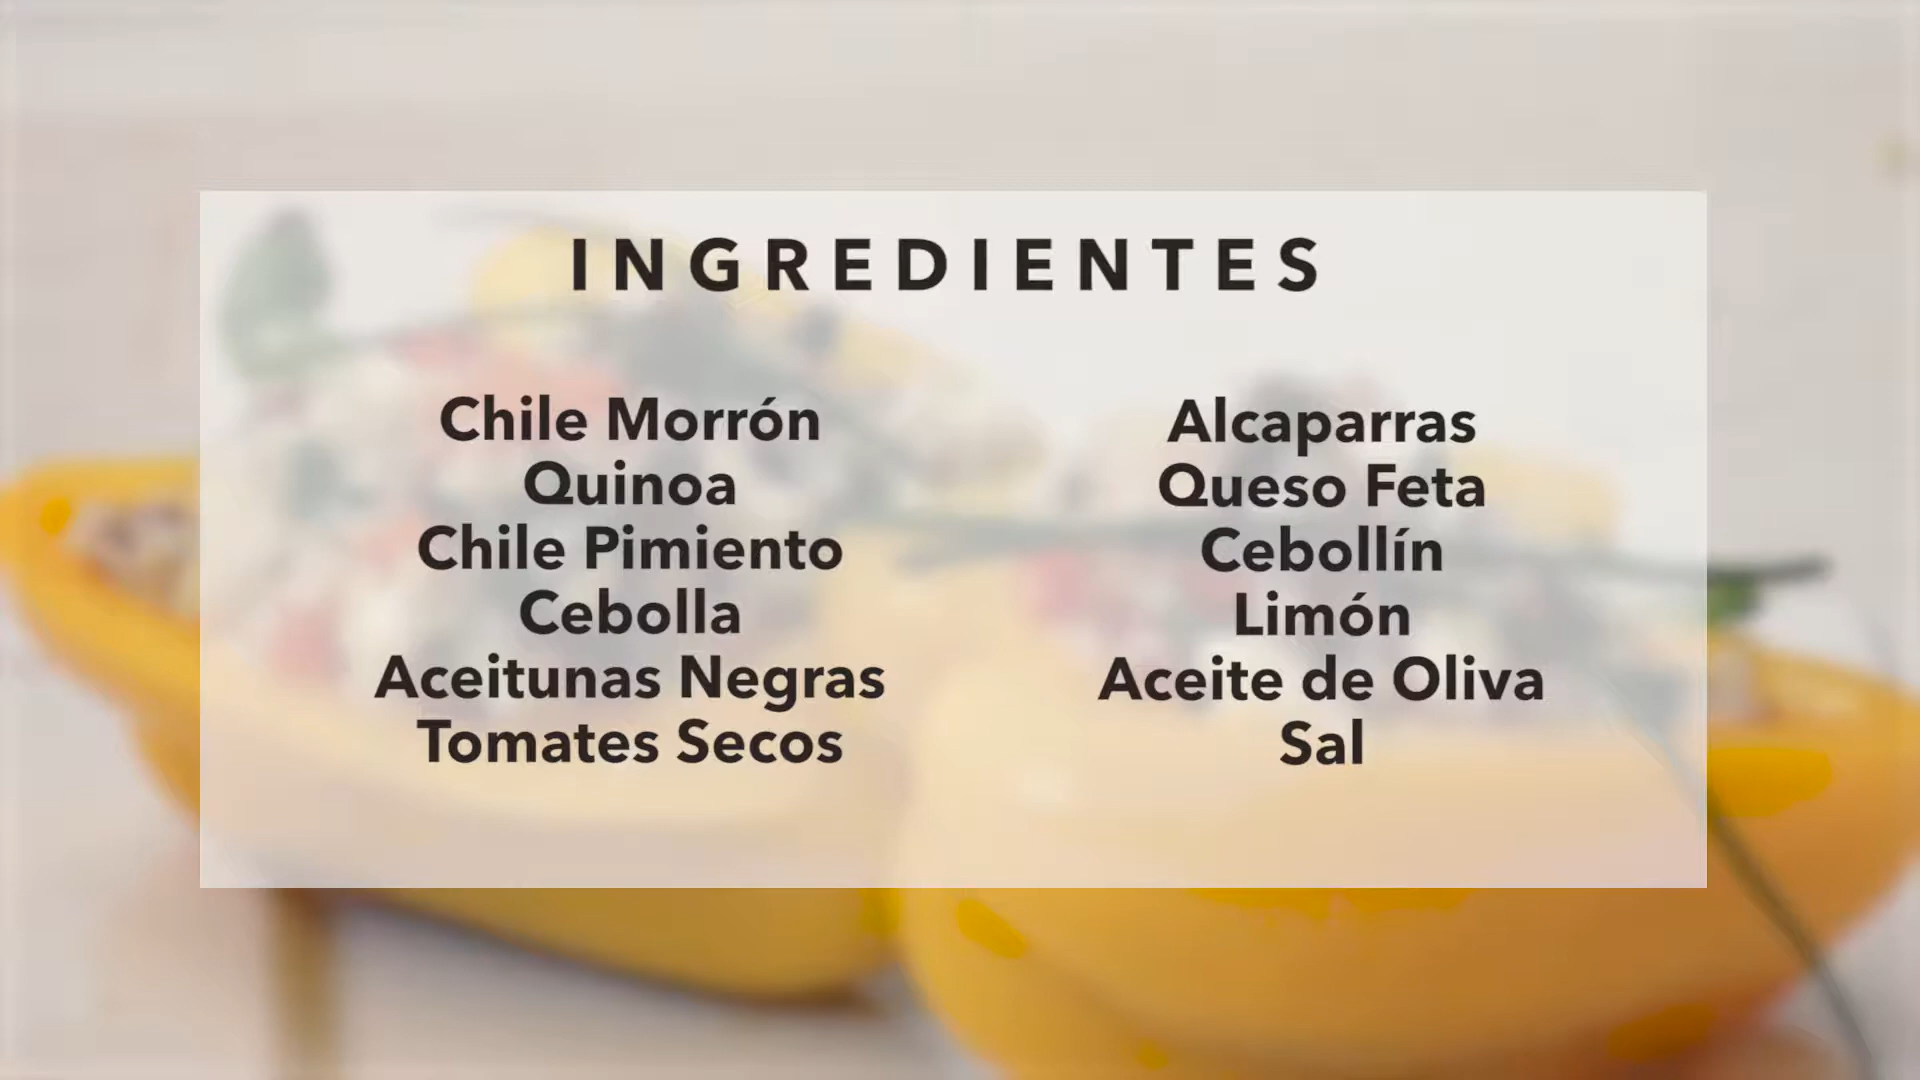 INGREDIENTES
Chile Morrón
Quinoa
Chile Pimiento
Cebolla
Aceitunas Negras
Tomates Secos
Alcaparras
Queso Feta
Cebollín
Limón
Aceite de Oliva
Sal